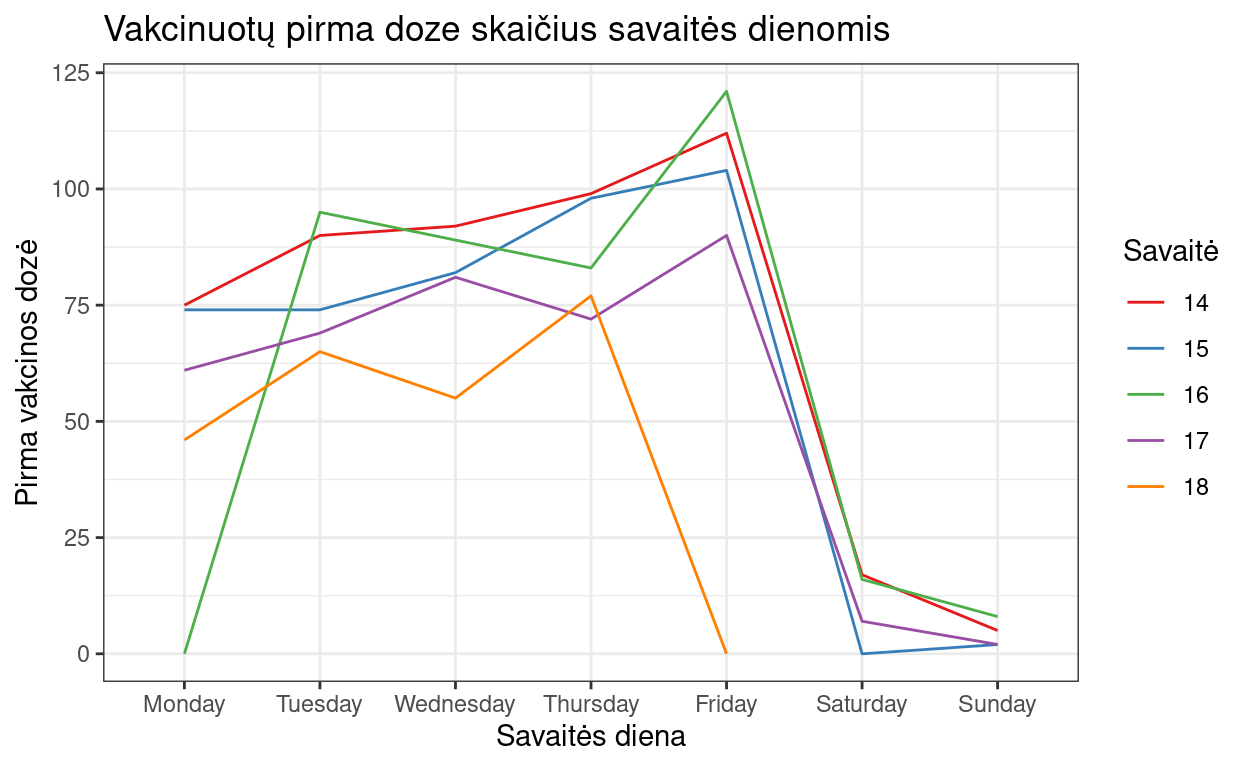 Vakcinuotų pirma doze skaičius savaitės dienomis
Pirma vakcinos dozė
125
100
75
50
25
0
Monday Tuesday Wednesday Thursday Friday Saturday Sunday
Savaitės diena
Savaitė
14
15
16
17
18